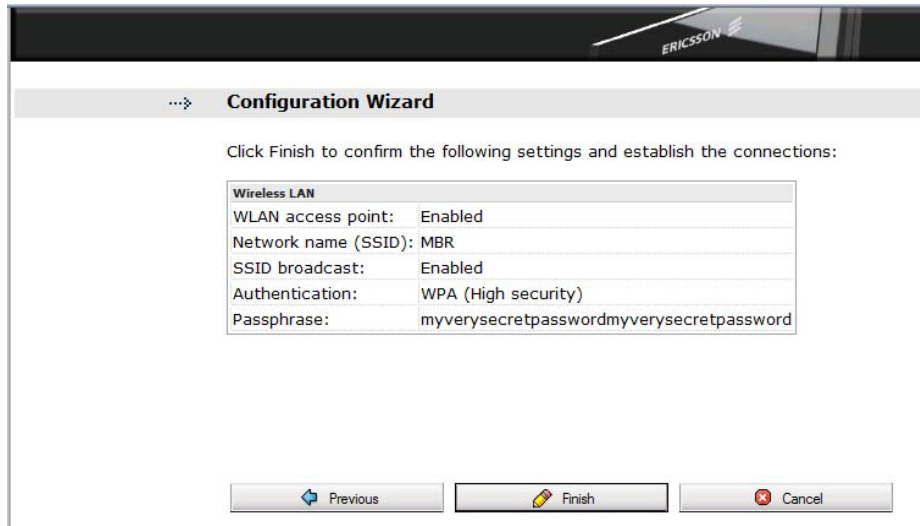 ERICSSON
Configuration Wizard
Click Finish to confirm the following settings and establish the connections:
Wireless LAN
WLAN access point: Enabled
Network name (SSID): MBR
SSID broadcast: Enabled
Authentication: WPA (High security)
Passphrase: myverysecretpasswordmyverysecretpassword
Previous Finish Cancel